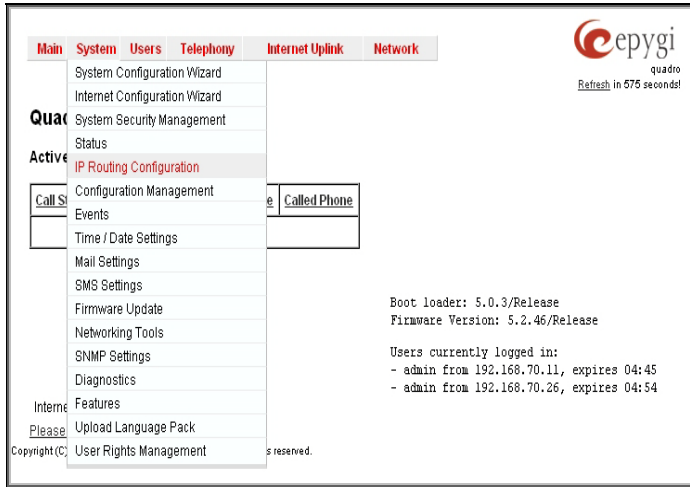 epygi
quadro
Refresh in 575 seconds!
Main System Users Telephony Internet Uplink Network
System Configuration Wizard
Internet Configuration Wizard
System Security Management
Status
IP Routing Configuration
Configuration Management
Events
Time / Date Settings
Mail Settings
SMS Settings
Firmware Update
Networking Tools
SNMP Settings
Diagnostics
Features
Upload Language Pack
User Rights Management
Active
Call
Called Phone
Boot loader: 5.0.3/Release
Firmware Version: 5.2.46/Release
Users currently logged in:
- admin from 192.168.70.11, expires 04:45
- admin from 192.168.70.26, expires 04:54
Please
Copyright (C)
s reserved.